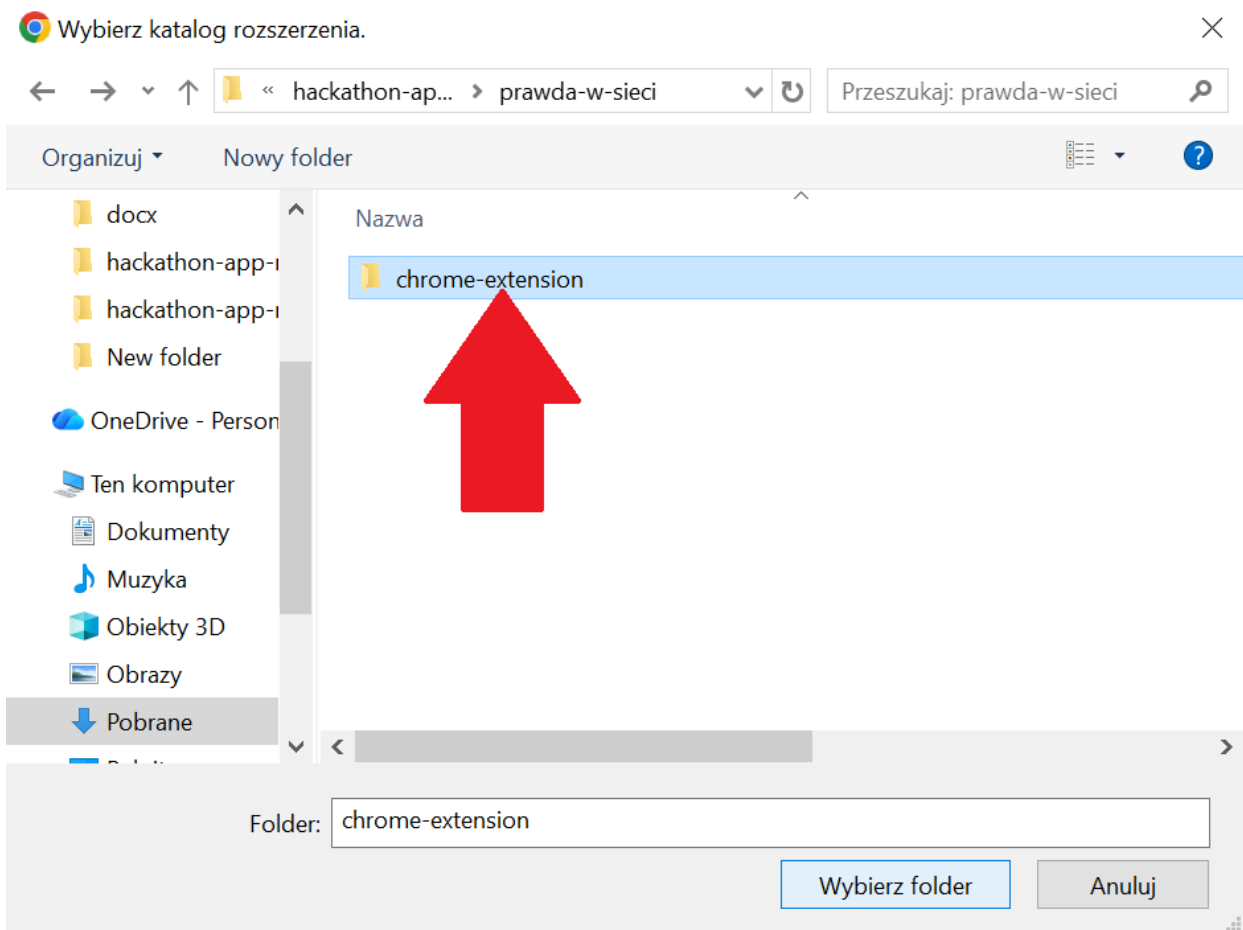 Wybierz katalog rozszerzenia.
« hackathon-ap... > prawda-w-sieci
Przeszukaj: prawda-w-sieci
Organizuj
Nowy folder
?
docx
Nazwa
hackathon-app-
chrome-extension
hackathon-app-
New folder
OneDrive - Person
Ten komputer
Dokumenty
Muzyka
Obiekty 3D
Obrazy
Pobrane
Folder: chrome-extension
Wybierz folder
Anuluj